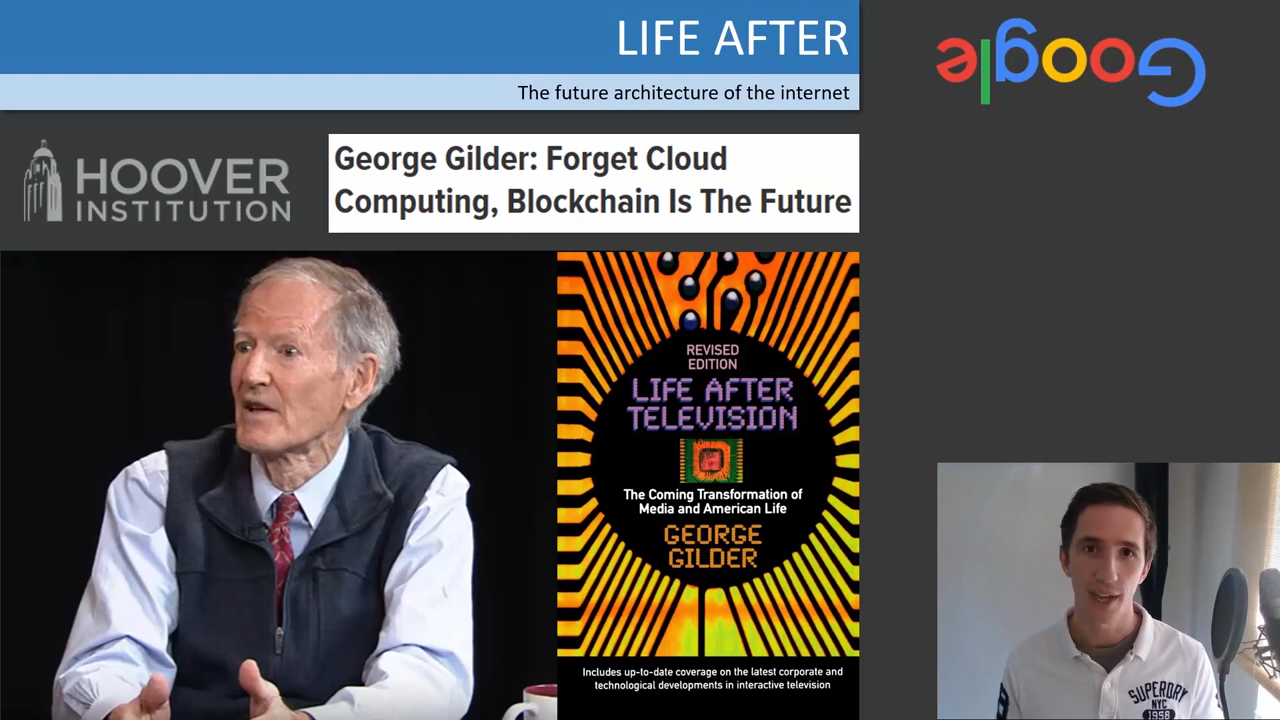 LIFE AFTER
Google
The future architecture of the internet
HOOVER
INSTITUTION
George Gilder: Forget Cloud
Computing, Blockchain Is The Future
REVISED
EDITION
LIFE AFTER
TELEVISION
The Coming Transformation of
Media and American Life
GEORGE
GILDER
Includes up-to-date coverage on the latest corporate and
technological developments in interactive television
SUPERDRY
NYC
1958